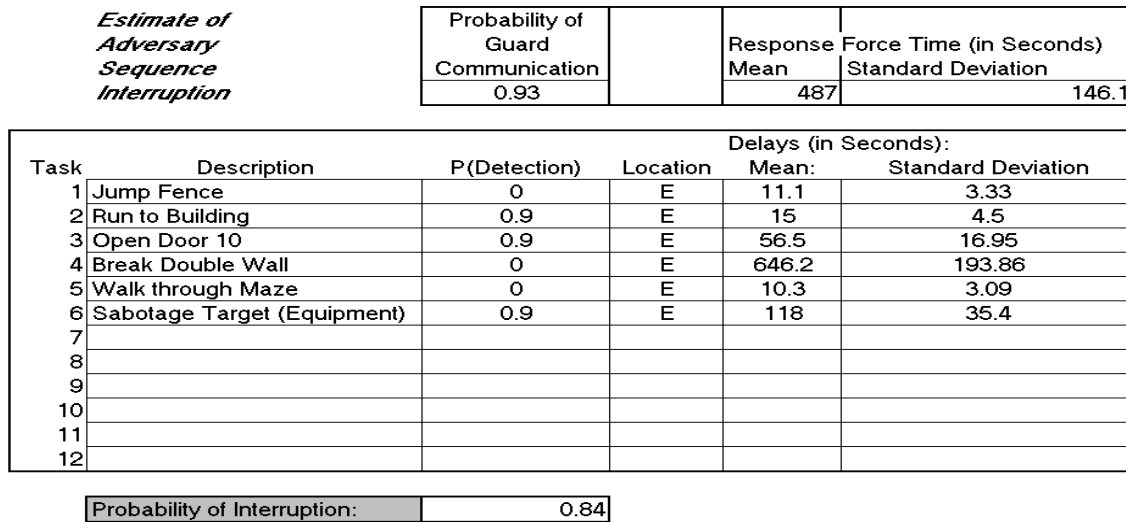 Estimate of Adversary Sequence Interruption
Probability of Guard Communication
0.93
Response Force Time (in Seconds)
Mean Standard Deviation
487 146.1
Delays (in Seconds):
Task Description P(Detection) Location Mean: Standard Deviation
1 Jump Fence 0 E 11.1 3.33
2 Run to Building 0.9 E 15 4.5
3 Open Door 10 0.9 E 56.5 16.95
4 Break Double Wall 0 E 646.2 193.86
5 Walk through Maze 0 E 10.3 3.09
6 Sabotage Target (Equipment) 0.9 E 118 35.4
7
8
9
10
11
12
Probability of Interruption: 0.84